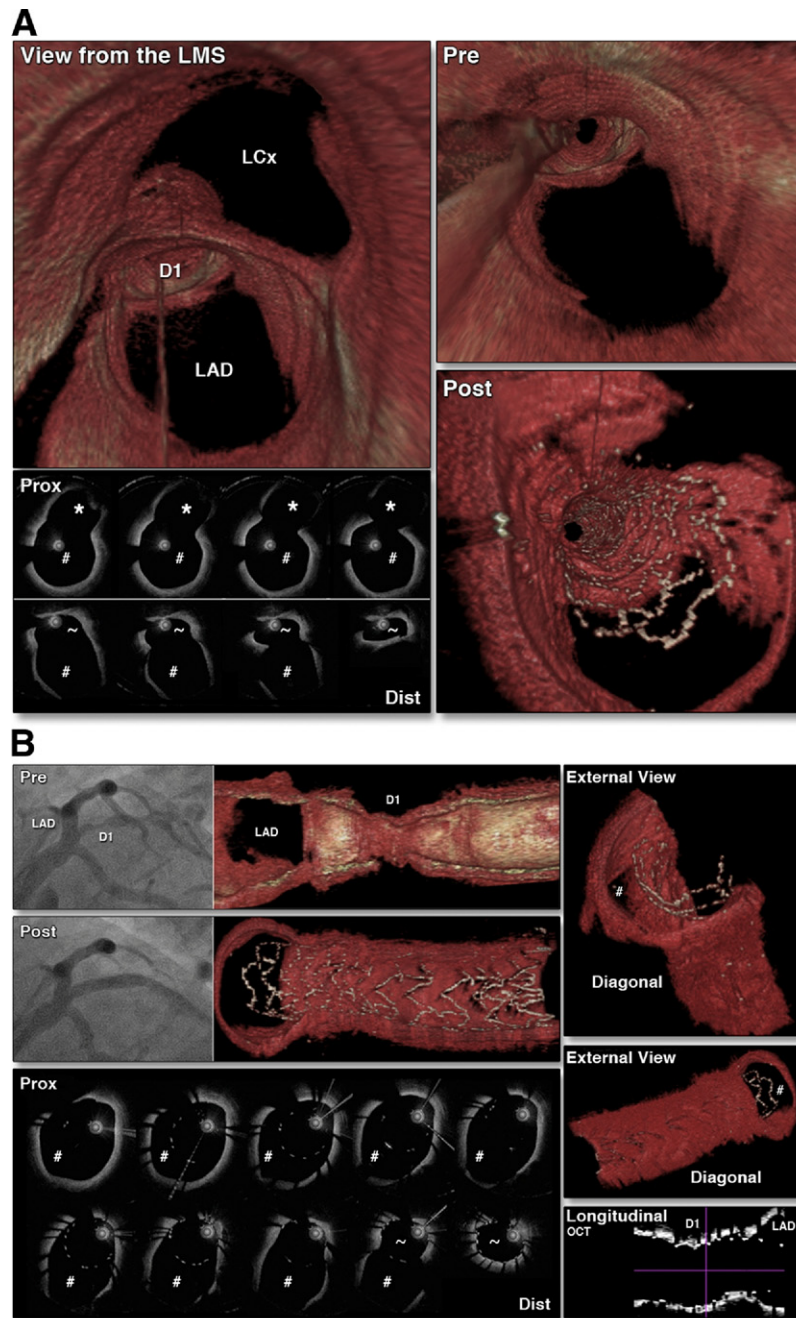 A
View from the LMS
LCx
D1
LAD
Pre
Post
Prox
* * * *
# # # #
~ ~ ~ ~
# # #
Dist
B
Pre
LAD
D1
D1
LAD
Post
External View
#
Diagonal
External View
#
Diagonal
Prox
# # # # #
~ ~
# # # #
Dist
Longitudinal
OCT
D1
LAD